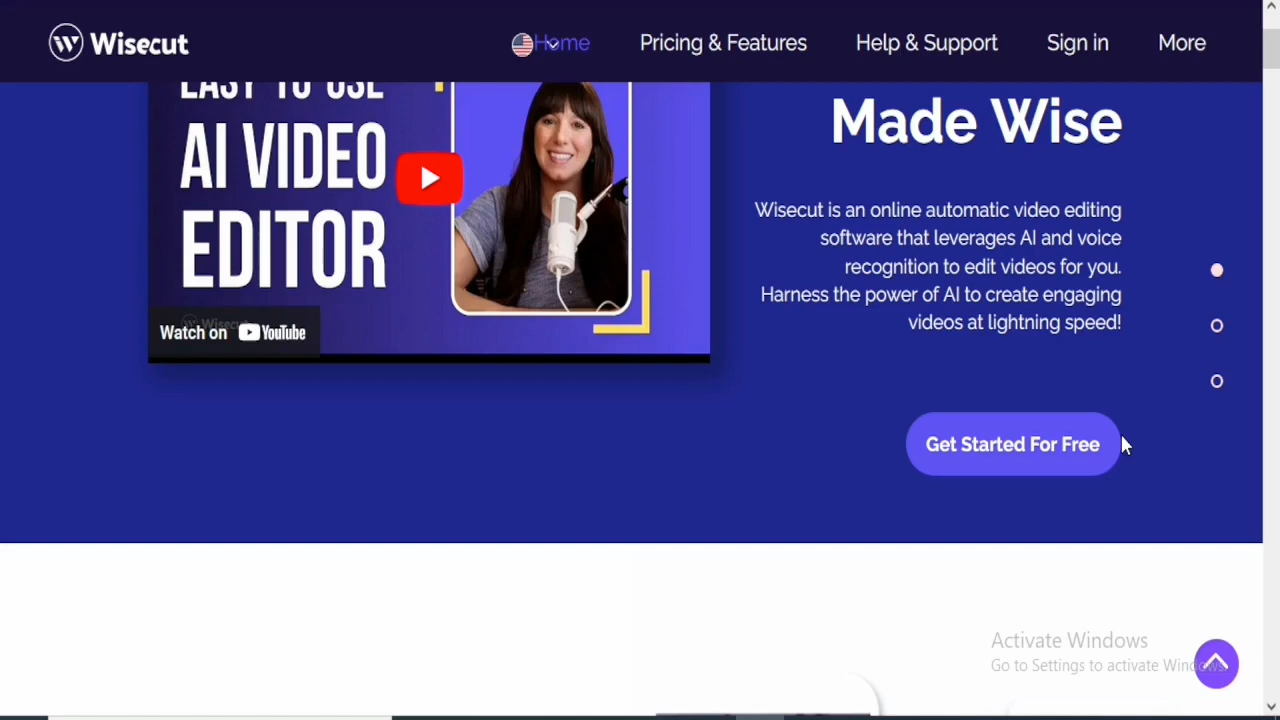 Wisecut
Home
Pricing & Features
Help & Support
Sign in
More
EASY TO USE
AI VIDEO
EDITOR
Watch on YouTube
Made Wise
Wisecut is an online automatic video editing
software that leverages AI and voice
recognition to edit videos for you.
Harness the power of AI to create engaging
videos at lightning speed!
Get Started For Free
Activate Windows
Go to Settings to activate Windows.